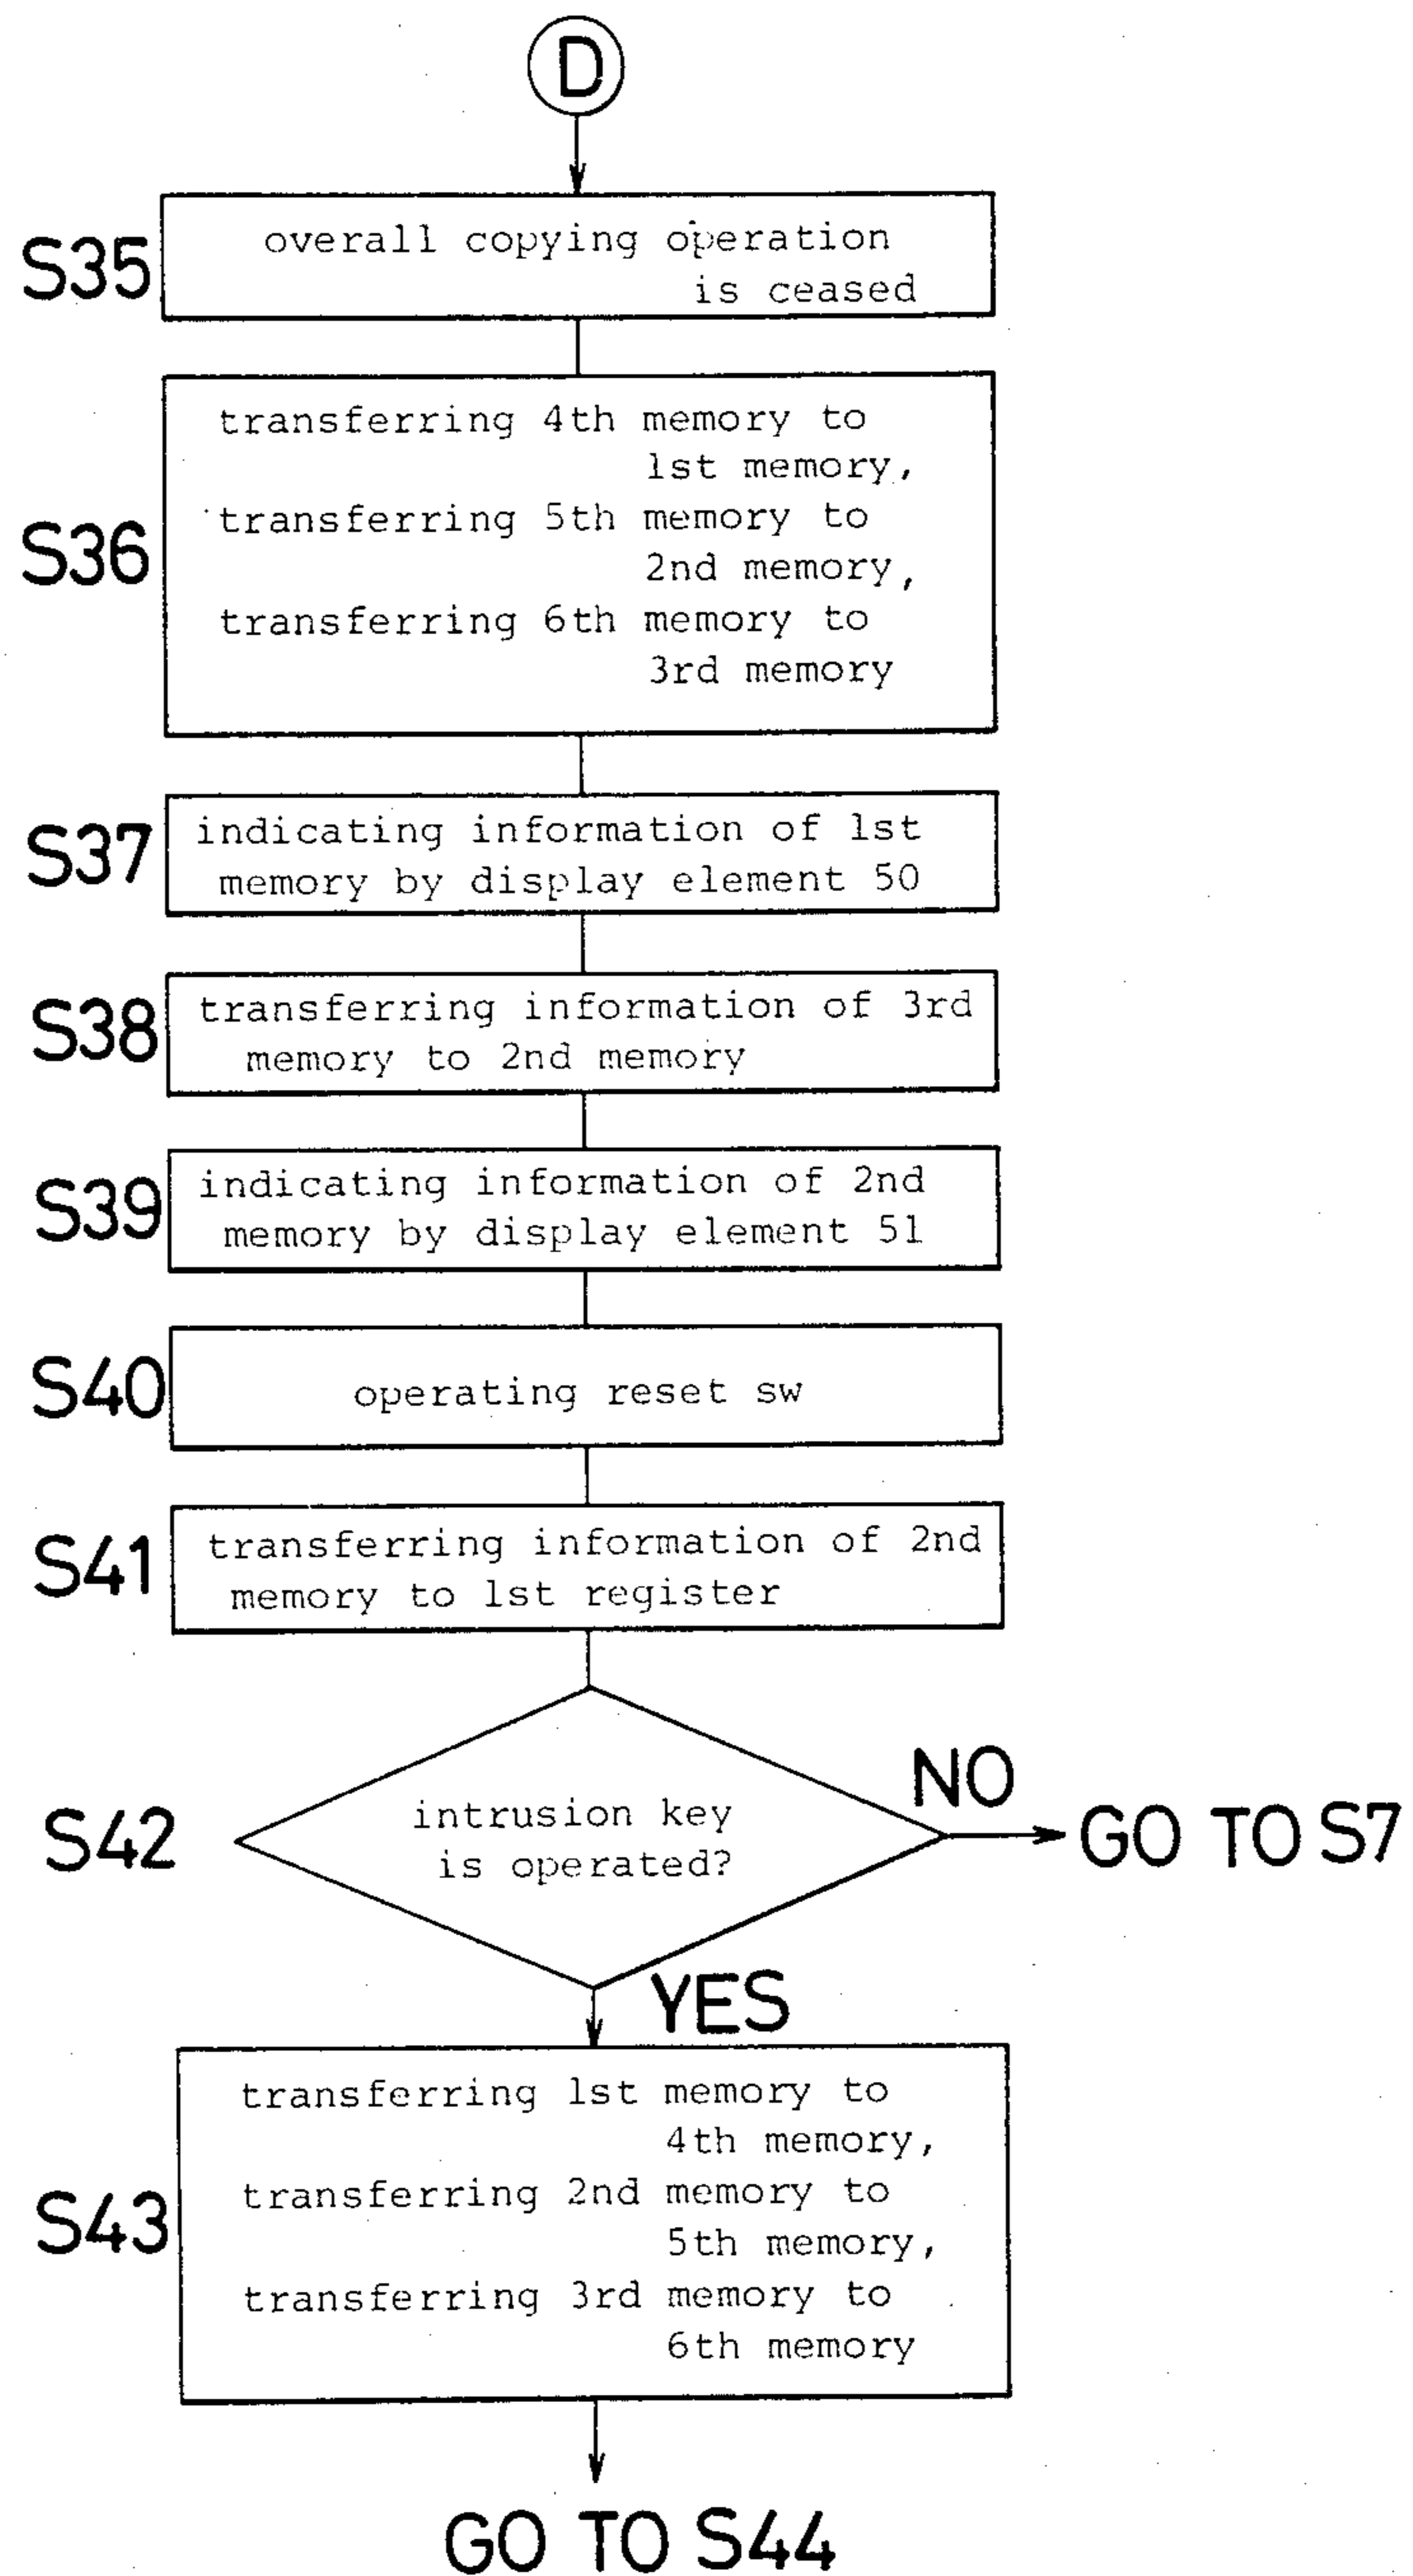 D
S35
overall copying operation
is ceased
S36
transferring 4th memory to
1st memory,
transferring 5th memory to
2nd memory,
transferring 6th memory to
3rd memory
S37
indicating information of 1st
memory by display element 50
S38
transferring information of 3rd
memory to 2nd memory
S39
indicating information of 2nd
memory by display element 51
S40
operating reset sw
S41
transferring information of 2nd
memory to 1st register
S42
intrusion key
is operated?
NO
GO TO S7
YES
S43
transferring 1st memory to
4th memory,
transferring 2nd memory to
5th memory,
transferring 3rd memory to
6th memory
GO TO S44